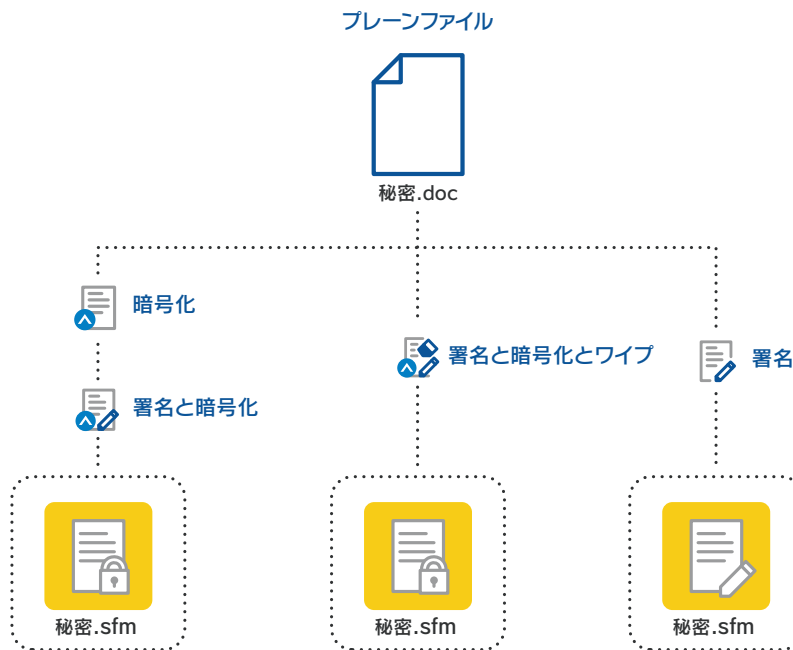 プレーンファイル
秘密.doc
暗号化
署名と暗号化とワイプ
署名
署名と暗号化
秘密.sfm
秘密.sfm
秘密.sfm